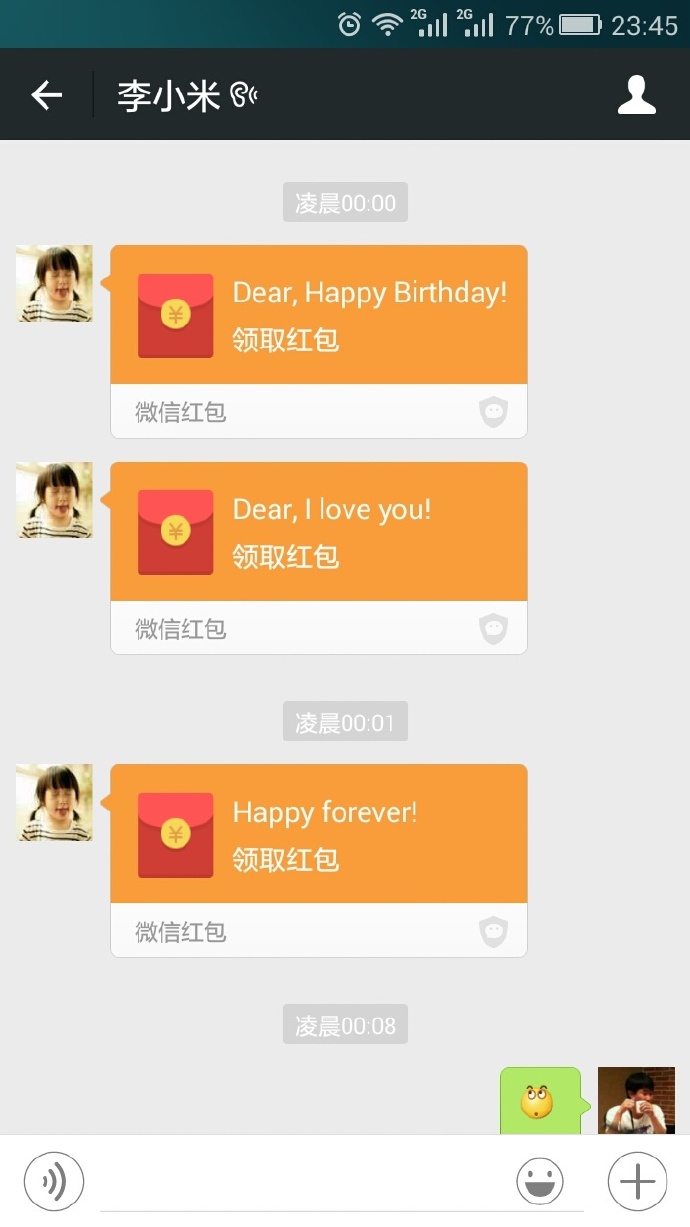 2G 2G 77% 23:45
李小米
凌晨00:00
Dear, Happy Birthday!
领取红包
微信红包
Dear, I love you!
领取红包
微信红包
凌晨00:01
Happy forever!
领取红包
微信红包
凌晨00:08